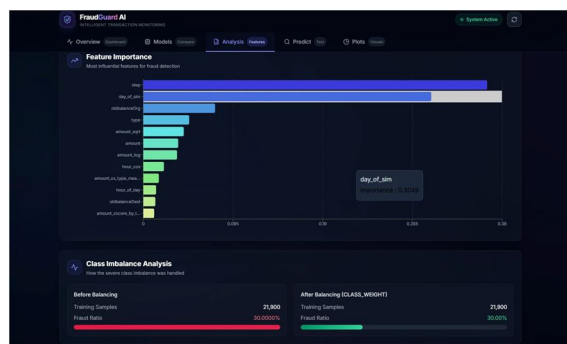 FraudGuard AI
INTELLIGENT TRANSACTION MONITORING
System Active
Overview Dashboard Models Compare Analysis Features Predict Test Plots Visuals
Feature Importance
Most influential features for fraud detection
step
day_of_sim
oldbalanceOrg
type
amount_sqrt
amount
amount_log
hour_cos
amount_vs_type_mea...
hour_of_day
oldbalanceDest
amount_zscore_by_t...
day_of_sim
importance : 0.3049
0 0.095 0.19 0.285 0.38
Class Imbalance Analysis
How the severe class imbalance was handled
Before Balancing
Training Samples 21,900
Fraud Ratio 30.0000%
After Balancing (CLASS_WEIGHT)
Training Samples 21,900
Fraud Ratio 30.00%